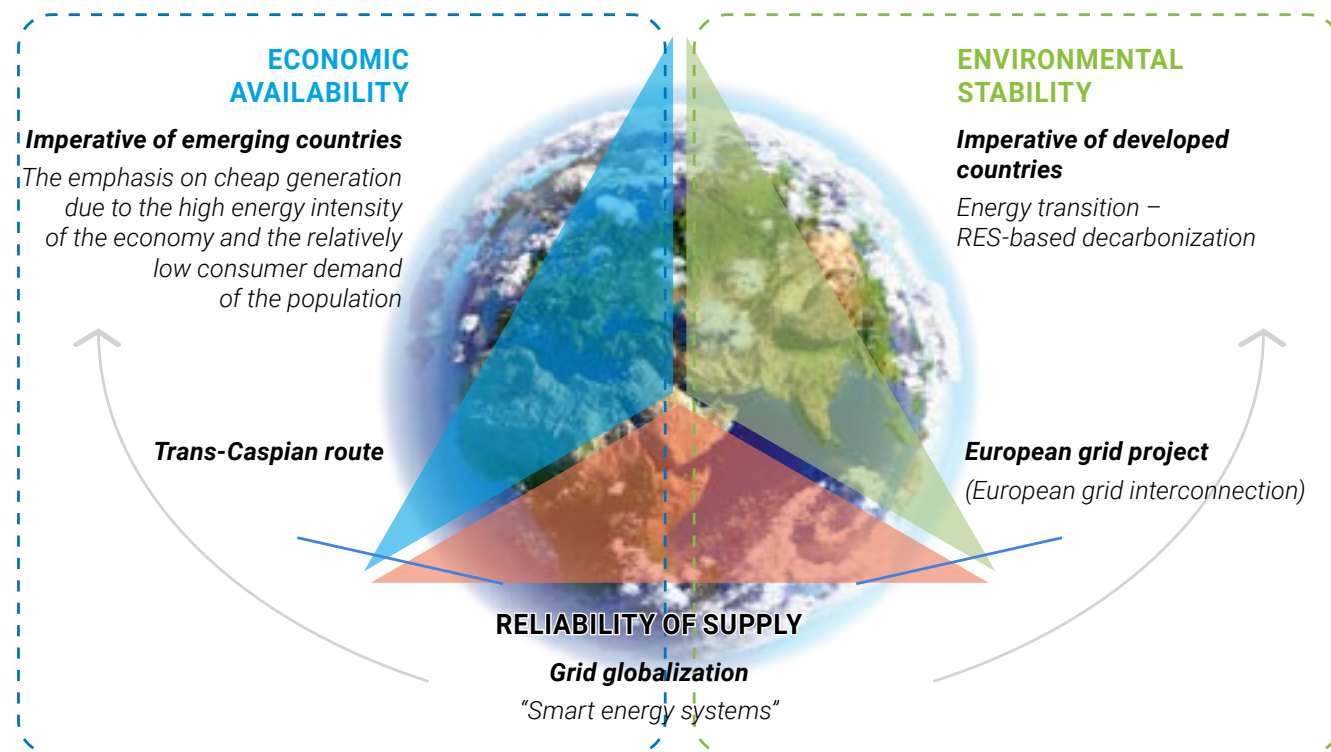 ECONOMIC
AVAILABILITY
Imperative of emerging countries
The emphasis on cheap generation
due to the high energy intensity
of the economy and the relatively
low consumer demand
of the population
ENVIRONMENTAL
STABILITY
Imperative of developed
countries
Energy transition –
RES-based decarbonization
Trans-Caspian route
European grid project
(European grid interconnection)
RELIABILITY OF SUPPLY
Grid globalization
“Smart energy systems”